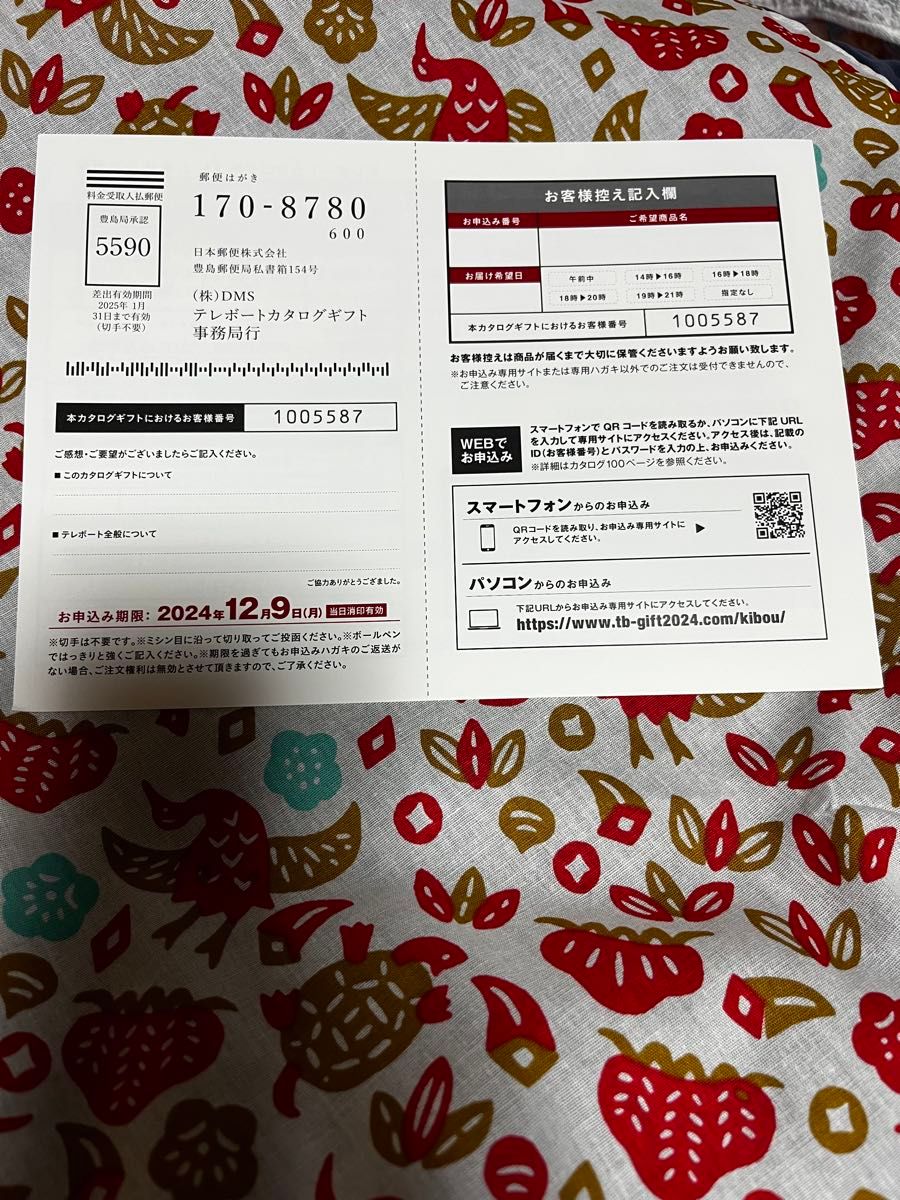 料金受取人払郵便
豊島局承認
5590
差出有効期間
2025年 1月
31日まで有効
(切手不要)
郵便はがき
170-8780
600
日本郵便株式会社
豊島郵便局私書箱154号
(株)DMS
テレボートカタログギフト
事務局行
本カタログギフトにおけるお客様番号 1005587
ご感想・ご要望がございましたらご記入ください。
■このカタログギフトについて
■テレボート全般について
ご協力ありがとうございました。
お申込み期限: 2024年12月9日(月) 当日消印有効
※切手は不要です。※ミシン目に沿って切り取ってご投函ください。※ボールペン
ではっきりと強くご記入ください。※期限を過ぎてもお申込みハガキのご返送が
ない場合、ご注文権利は無効とさせて頂きますので、ご了承ください。
お客様控え記入欄
お申込み番号 ご希望商品名
お届け希望日 午前中 14時▶16時 16時▶18時
18時▶20時 19時▶21時 指定なし
本カタログギフトにおけるお客様番号 1005587
お客様控えは商品が届くまで大切に保管くださいますようお願い致します。
※お申込み専用サイトまたは専用ハガキ以外でのご注文は受付できませんので、
ご注意ください。
WEBで
お申込み
スマートフォンで QR コードを読み取るか、パソコンに下記 URL
を入力して専用サイトにアクセスください。アクセス後は、記載の
ID(お客様番号)とパスワードを入力の上、お申込みください。
※詳細はカタログ100ページを参照ください。
スマートフォンからのお申込み
QRコードを読み取り、お申込み専用サイトに
アクセスしてください。 ▶
パソコンからのお申込み
下記URLからお申込み専用サイトにアクセスしてください。
https://www.tb-gift2024.com/kibou/